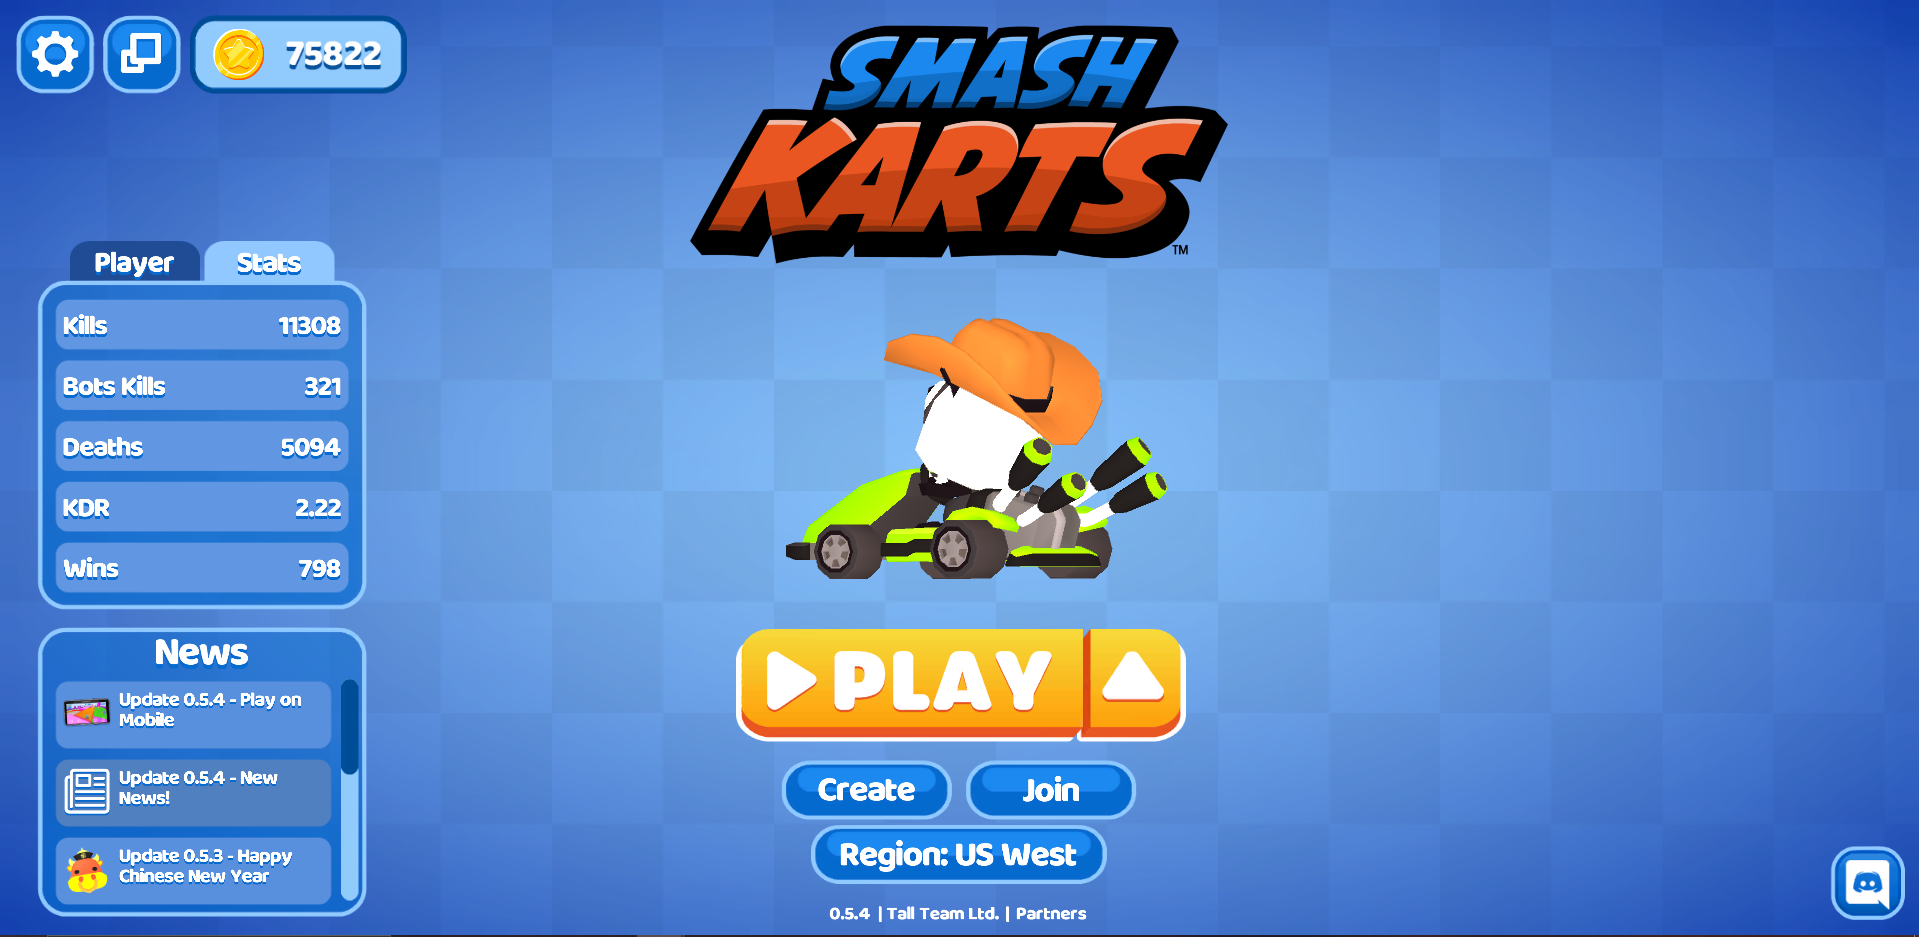 75822
SMASH
KARTS
TM
Player Stats
Kills 11308
Bots Kills 321
Deaths 5094
KDR 2.22
Wins 798
News
Update 0.5.4 - Play on
Mobile
Update 0.5.4 - New
News!
Update 0.5.3 - Happy
Chinese New Year
PLAY
Create Join
Region: US West
0.5.4 | Tall Team Ltd. | Partners